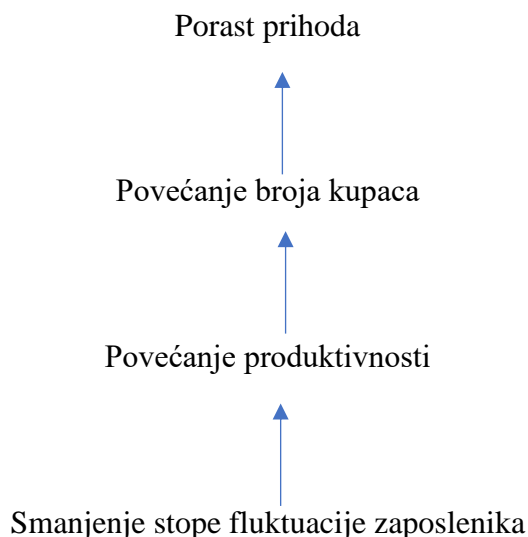 Porast prihoda
Povećanje broja kupaca
Povećanje produktivnosti
Smanjenje stope fluktuacije zaposlenika